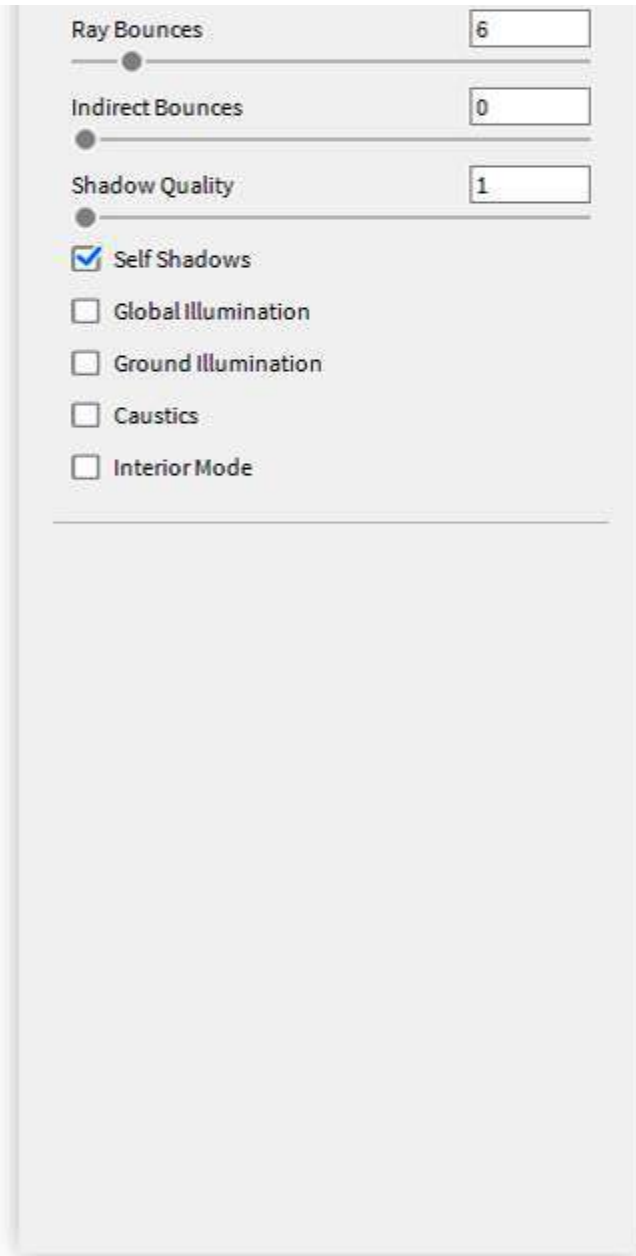 Ray Bounces 6
Indirect Bounces 0
Shadow Quality 1
Self Shadows
Global Illumination
Ground Illumination
Caustics
Interior Mode